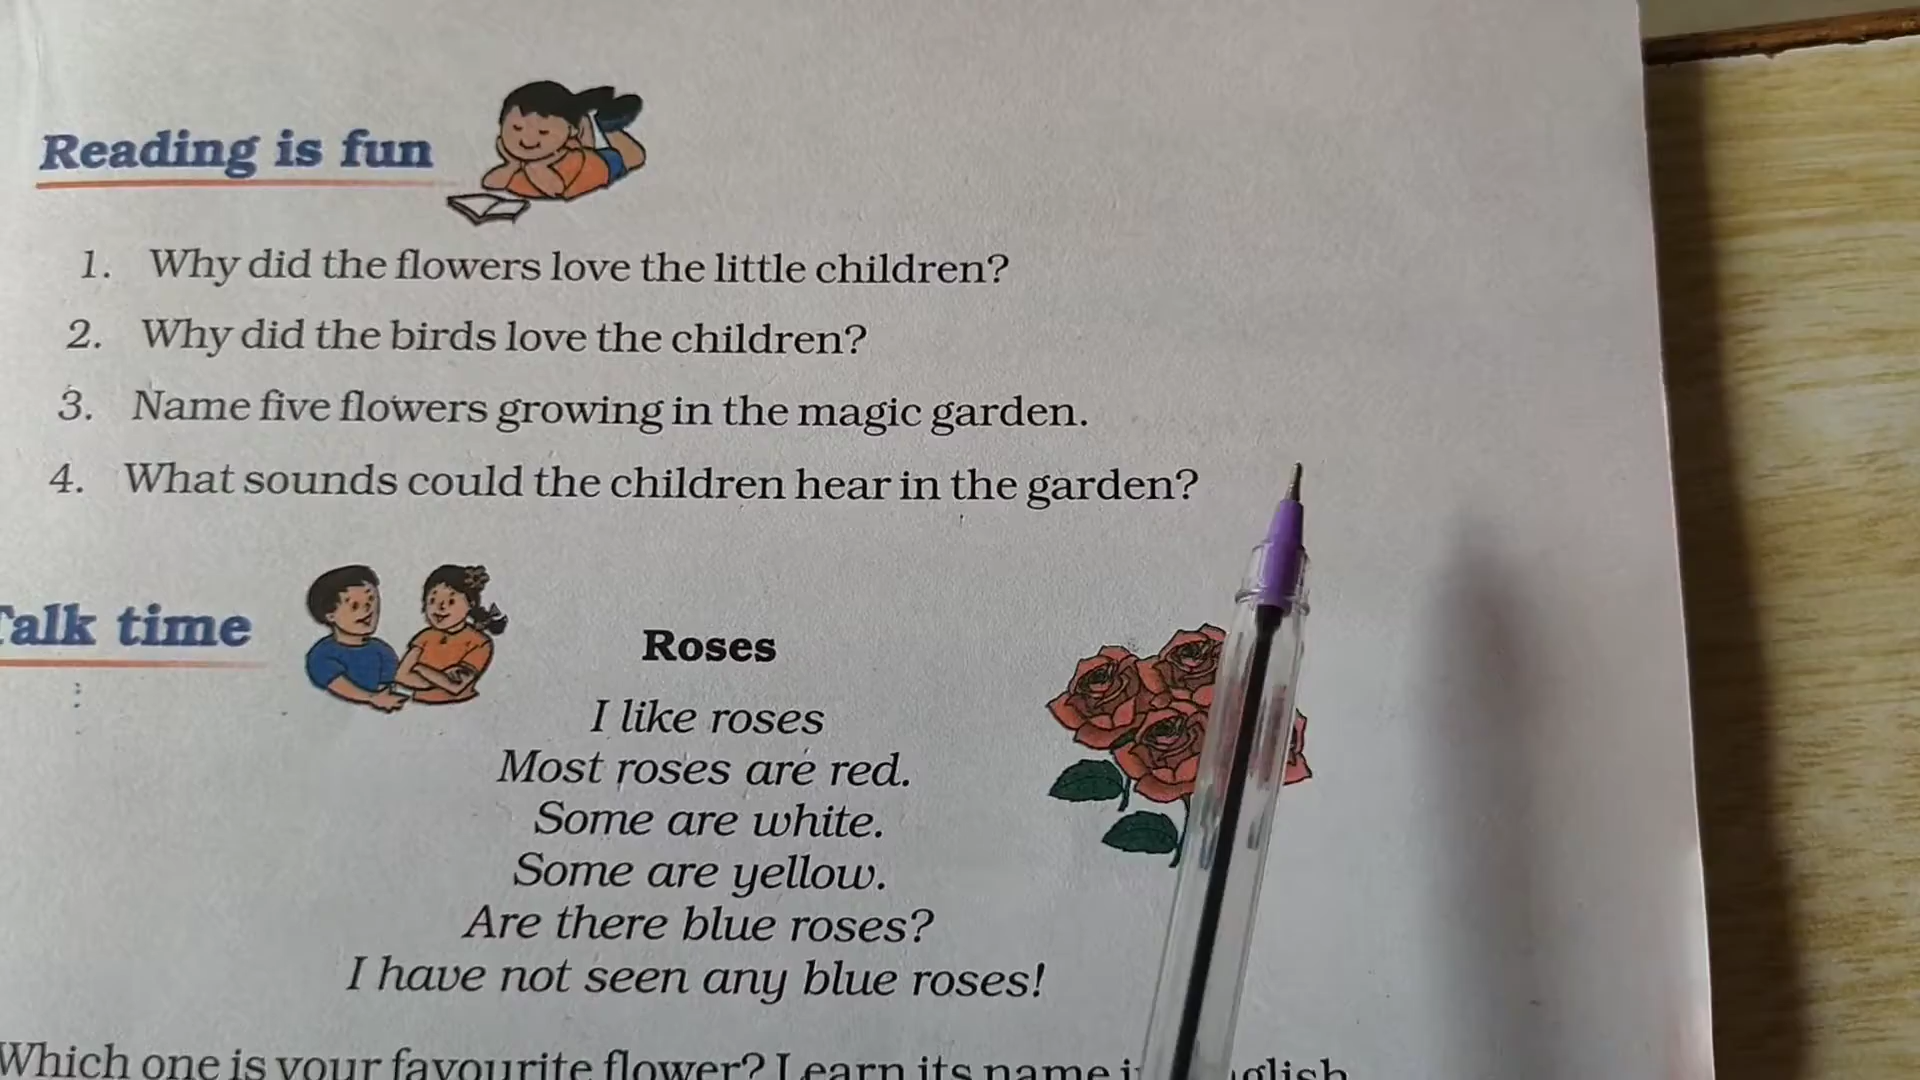 Reading is fun
1. Why did the flowers love the little children?
2. Why did the birds love the children?
3. Name five flowers growing in the magic garden.
4. What sounds could the children hear in the garden?
Talk time
Roses
I like roses
Most roses are red.
Some are white.
Some are yellow.
Are there blue roses?
I have not seen any blue roses!
Which one is your favourite flower? Learn its name